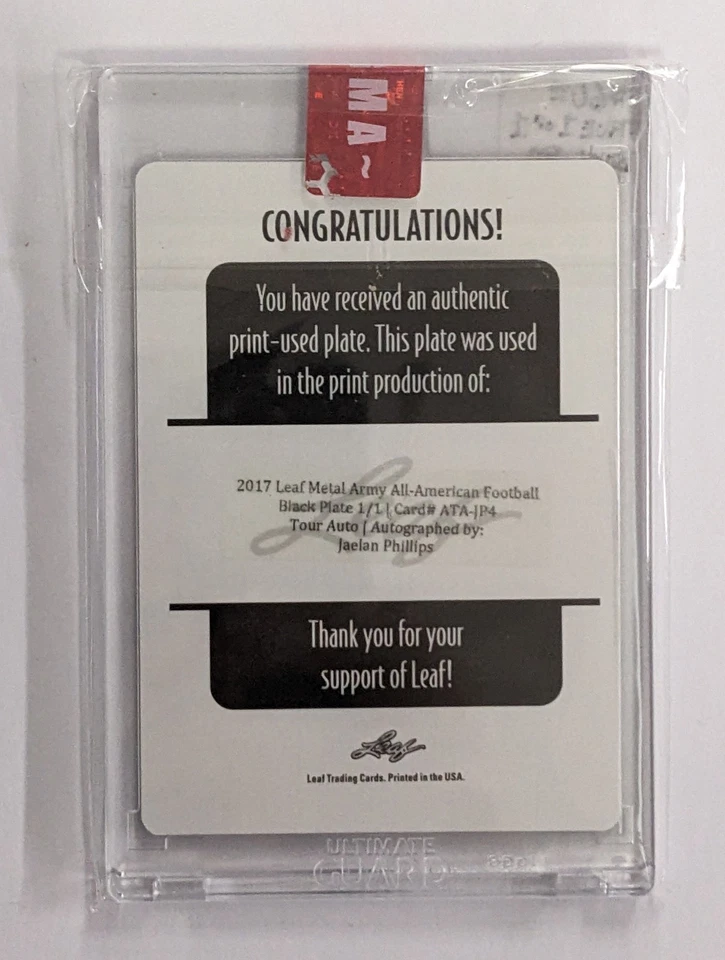 MA~
CONGRATULATIONS!
You have received an authentic
print-used plate. This plate was used
in the print production of:
Leaf
2017 Leaf Metal Army All-American Football
Black Plate 1/1 | Card# ATA-JP4
Tour Auto | Autographed by:
Jaelan Phillips
Thank you for your
support of Leaf!
Leaf
Leaf Trading Cards. Printed in the USA.
ULTIMATE
GUARD